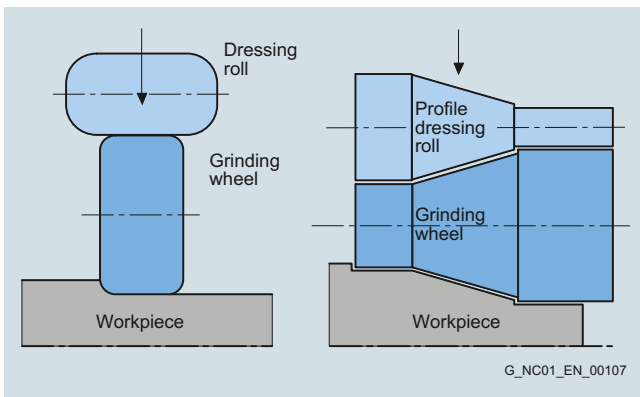 Dressing
roll
Grinding
wheel
Workpiece
Profile
dressing
roll
Grinding
wheel
Workpiece
G_NC01_EN_00107